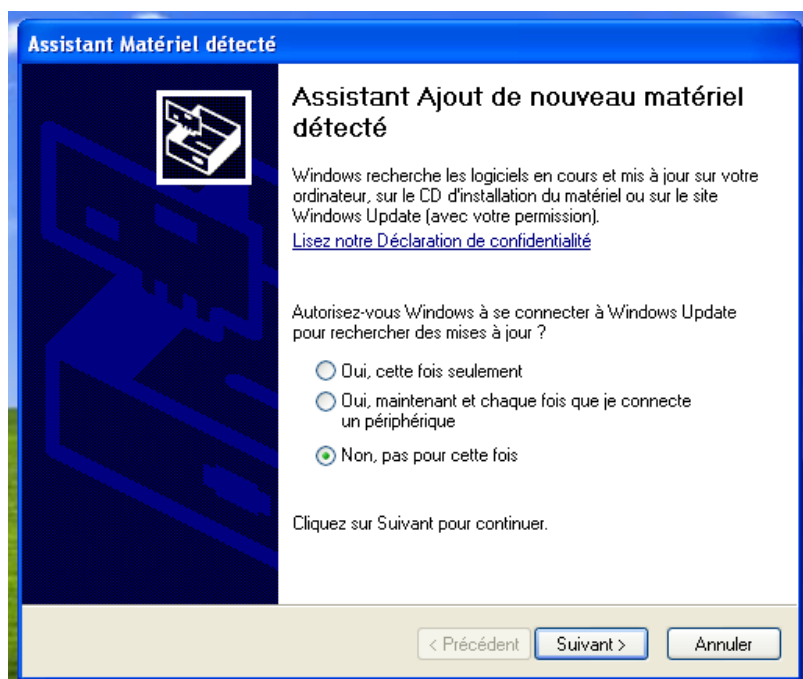 Assistant Matériel détecté
Assistant Ajout de nouveau matériel
détecté
Windows recherche les logiciels en cours et mis à jour sur votre
ordinateur, sur le CD d'installation du matériel ou sur le site
Windows Update (avec votre permission).
Lisez notre Déclaration de confidentialité
Autorisez-vous Windows à se connecter à Windows Update
pour rechercher des mises à jour ?
Oui, cette fois seulement
Oui, maintenant et chaque fois que je connecte
un périphérique
Non, pas pour cette fois
Cliquez sur Suivant pour continuer.
< Précédent Suivant > Annuler